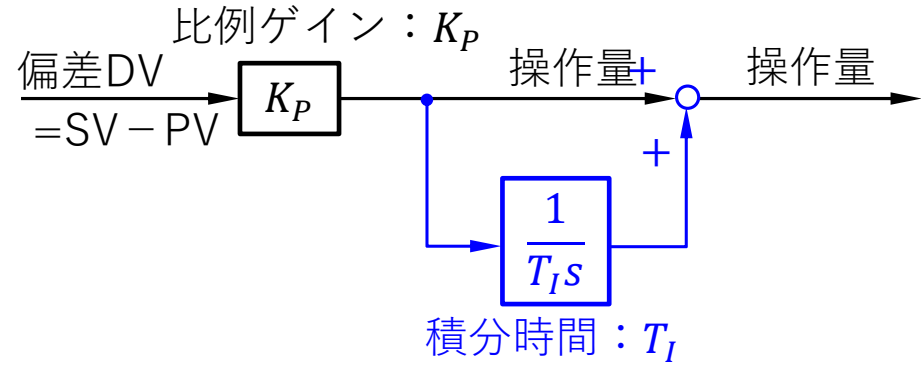 比例ゲイン：K_P
偏差DV
=SV－PV
K_P
操作量
+
操作量
+
1
T_I s
積分時間：T_I